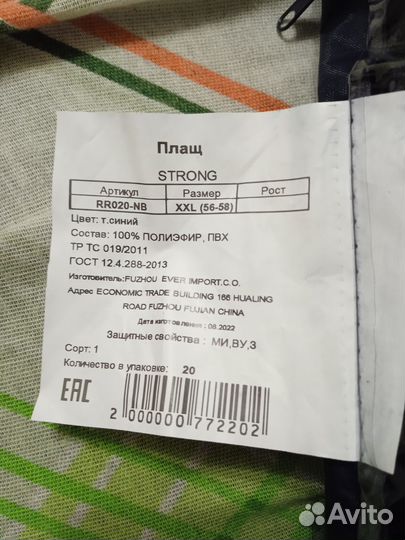 Плащ
STRONG
Артикул Размер Рост
RR020-NB XXL (56-58)
Цвет: т.синий
Состав: 100% ПОЛИЭФИР, ПВХ
ТР ТС 019/2011
ГОСТ 12.4.288-2013
Изготовитель:FUZHOU EVER IMPORT.C.O.
Адрес ECONOMIC TRADE BUILDING 166 HUALING
ROAD FUZHOU FUJIAN CHINA
Дата изготовления : 08.2022
Защитные свойства : МИ,ВУ,З
Сорт: 1
Количество в упаковке: 20
EAC
2 000000 772202
Avito